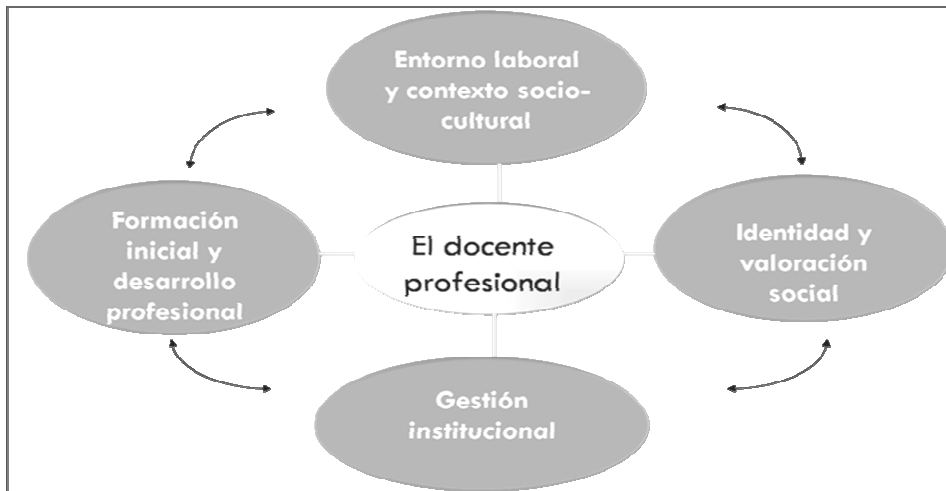 Entorno laboral
y contexto socio-
cultural
Formación
inicial y
desarrollo
profesional
El docente
profesional
Identidad y
valoración
social
Gestión
institucional